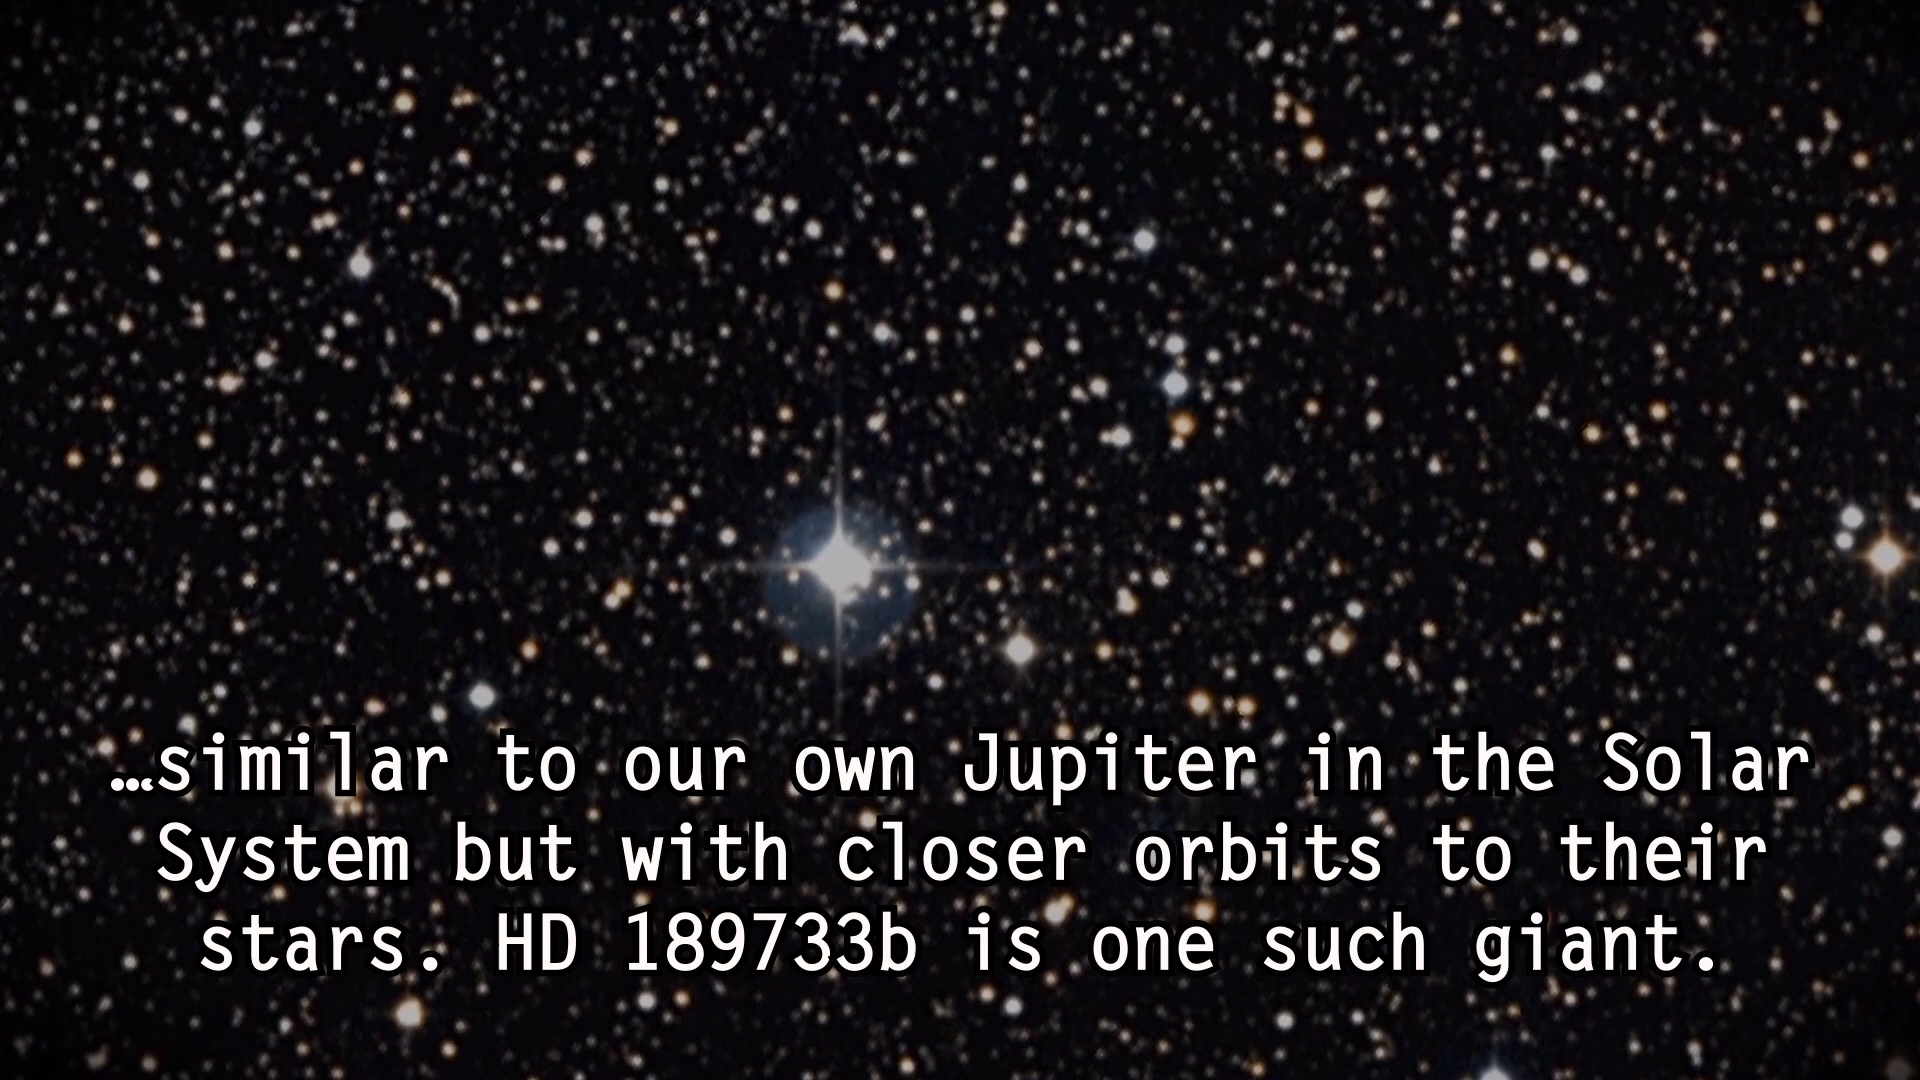 …similar to our own Jupiter in the Solar
System but with closer orbits to their
stars. HD 189733b is one such giant.